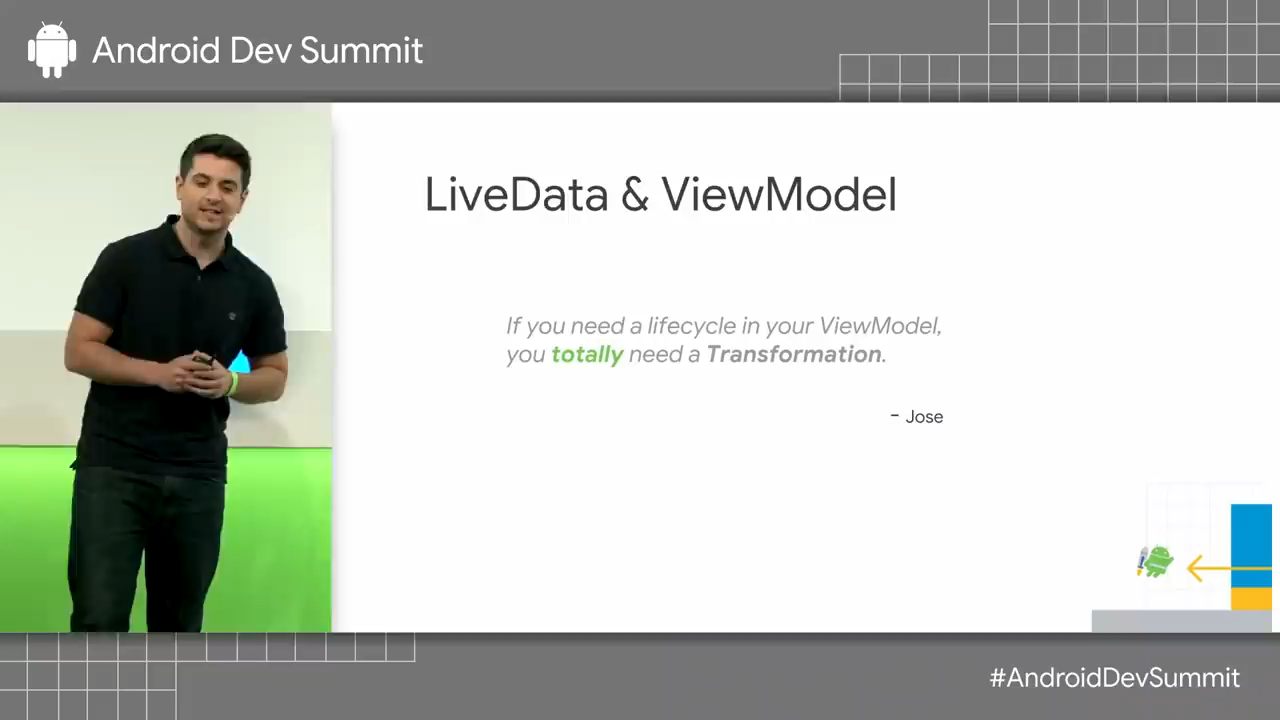 Android Dev Summit
LiveData & ViewModel
If you need a lifecycle in your ViewModel,
you totally need a Transformation.
- Jose
#AndroidDevSummit